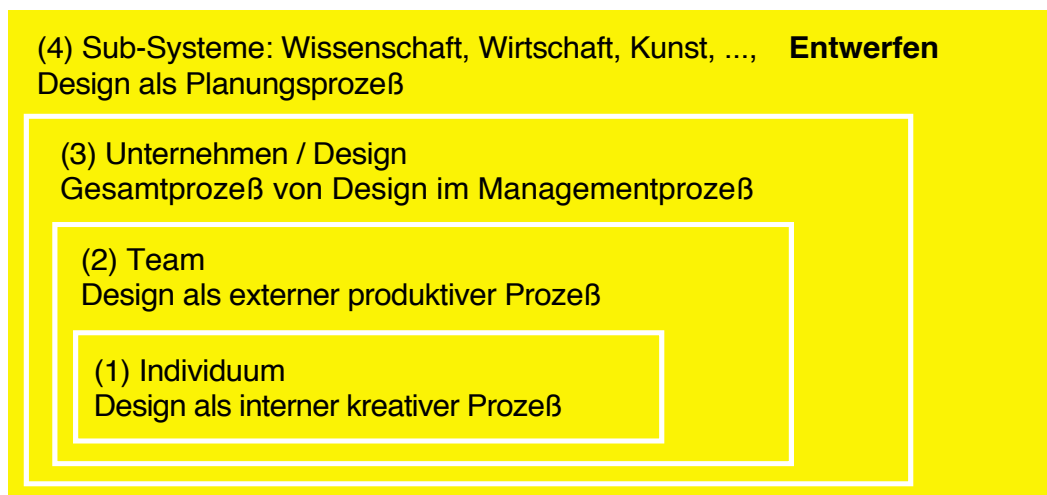 (4) Sub-Systeme: Wissenschaft, Wirtschaft, Kunst, ..., Entwerfen
Design als Planungsprozeß
(3) Unternehmen / Design
Gesamtprozeß von Design im Managementprozeß
(2) Team
Design als externer produktiver Prozeß
(1) Individuum
Design als interner kreativer Prozeß